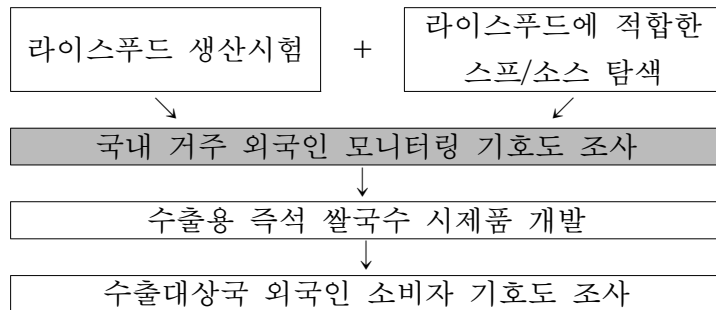 라이스푸드 생산시험
+
라이스푸드에 적합한
스프/소스 탐색
국내 거주 외국인 모니터링 기호도 조사
수출용 즉석 쌀국수 시제품 개발
수출대상국 외국인 소비자 기호도 조사